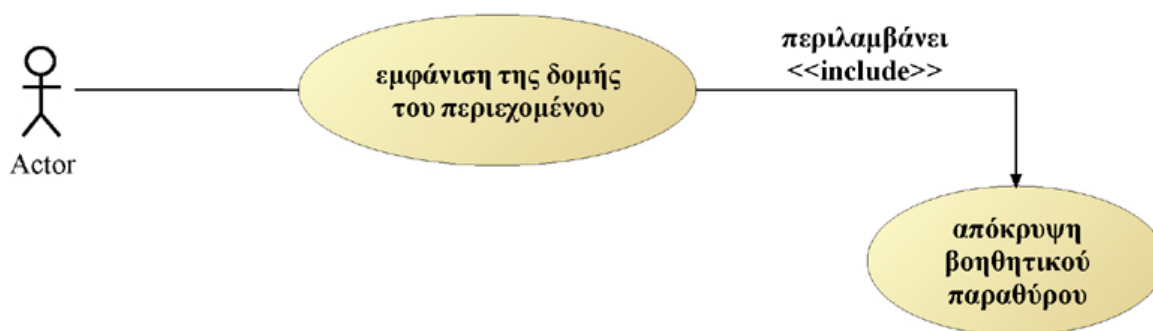 περιλαμβάνει
<<include>>
εμφάνιση της δομής
του περιεχομένου
Actor
απόκρυψη
βοηθητικού
παραθύρου